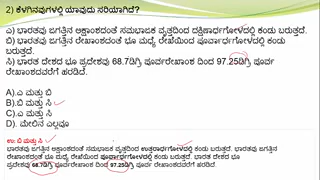 2) ಕೆಳಗಿನವುಗಳಲ್ಲಿ ಯಾವುದು ಸರಿಯಾಗಿದೆ?
ಎ) ಭಾರತವು ಜಗತ್ತಿನ ಅಕ್ಷಾಂಶದಂತೆ ಸಮಭಾಜಕ ವೃತ್ತದಿಂದ ದಕ್ಷಿಣಾರ್ಧಗೋಳದಲ್ಲಿ ಕಂಡು ಬರುತ್ತದೆ.
ಬಿ) ಭಾರತವು ಜಗತ್ತಿನ ರೇಖಾಂಶದಂತೆ ಭೂ ಮಧ್ಯೆ ರೇಖೆಯಿಂದ ಪೂರ್ವಾರ್ಧಗೋಳದಲ್ಲಿ ಕಂಡು
ಬರುತ್ತದೆ.
ಸಿ) ಭಾರತ ದೇಶದ ಭೂ ಪ್ರದೇಶವು 68.7ಡಿಗ್ರಿ ಪೂರ್ವರೇಖಾಂಶ ದಿಂದ 97.25ಡಿಗ್ರಿ ಪೂರ್ವ
ರೇಖಾಂಶದವರೆಗೆ ಹರಡಿದೆ.
A).ಎ ಮತ್ತು ಬಿ
B).ಬಿ ಮತ್ತು ಸಿ
C).ಎ ಮತ್ತು ಸಿ
D). ಮೇಲಿನ ಎಲ್ಲವೂ
ಉ: ಬಿ ಮತ್ತು ಸಿ
ಭಾರತವು ಜಗತ್ತಿನ ಅಕ್ಷಾಂಶದಂತೆ ಸಮಭಾಜಕ ವೃತ್ತದಿಂದ ಉತ್ತರಾರ್ಧಗೋಳದಲ್ಲಿ ಕಂಡು ಬರುತ್ತದೆ. ಭಾರತವು ಜಗತ್ತಿನ
ರೇಖಾಂಶದಂತೆ ಭೂ ಮಧ್ಯೆ ರೇಖೆಯಿಂದ ಪೂರ್ವಾರ್ಧಗೋಳದಲ್ಲಿ ಕಂಡು ಬರುತ್ತದೆ. ಭಾರತ ದೇಶದ ಭೂ
ಪ್ರದೇಶವು 68.7ಡಿಗ್ರಿ ಪೂರ್ವರೇಖಾಂಶ ದಿಂದ 97.25ಡಿಗ್ರಿ ಪೂರ್ವ ರೇಖಾಂಶದವರೆಗೆ ಹರಡಿದೆ.